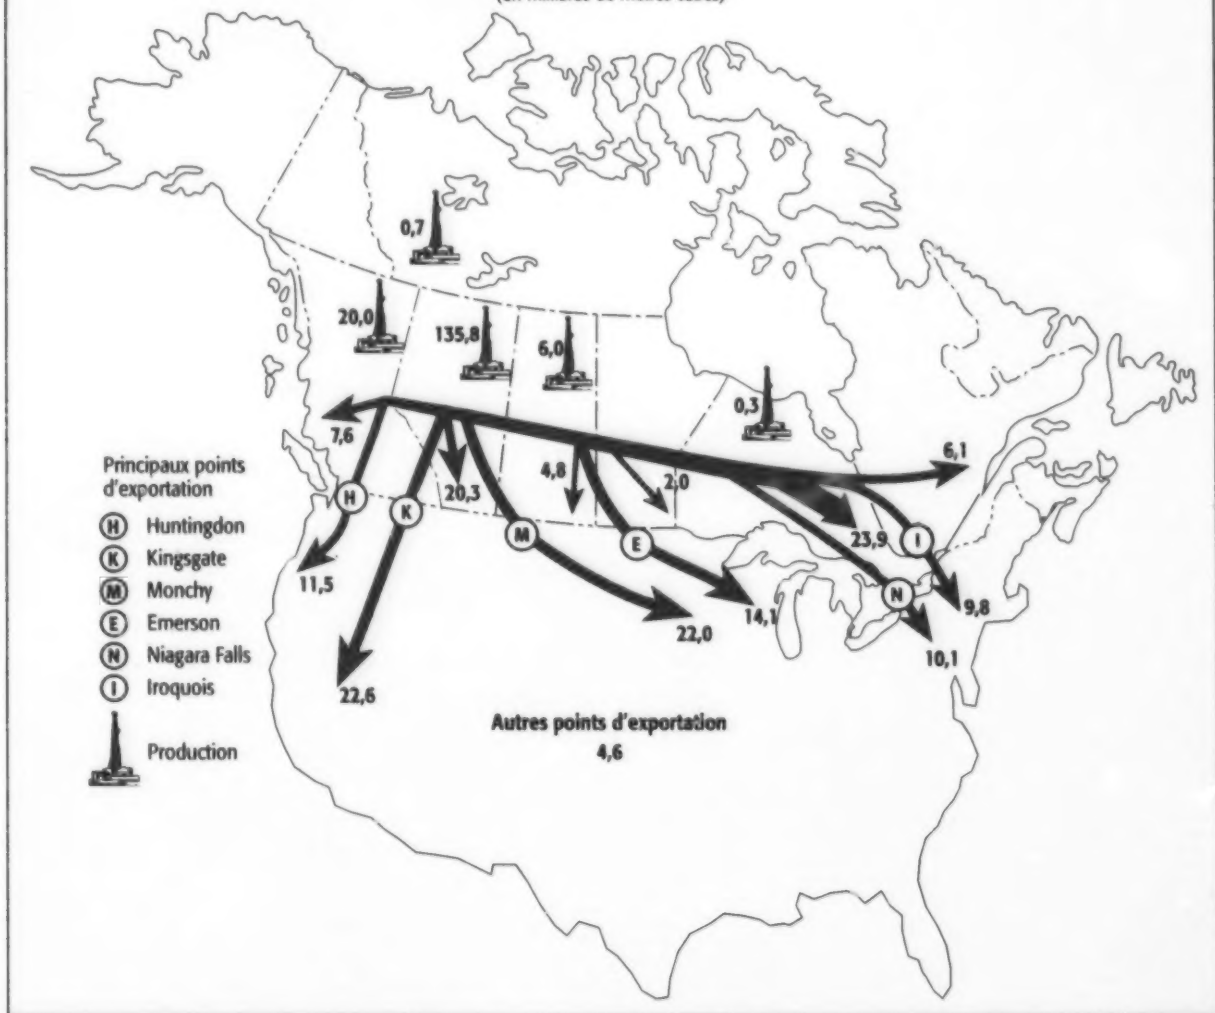 0,7
20,0
135,8
6,0
0,3
7,6
20,3
4,8
2,0
6,1
23,9
Principaux points
d'exportation
H Huntingdon
K Kingsgate
M Monchy
E Emerson
N Niagara Falls
I Iroquois
Production
H
K
M
E
I
N
11,5
22,6
22,0
14,1
9,8
10,1
Autres points d'exportation
4,6